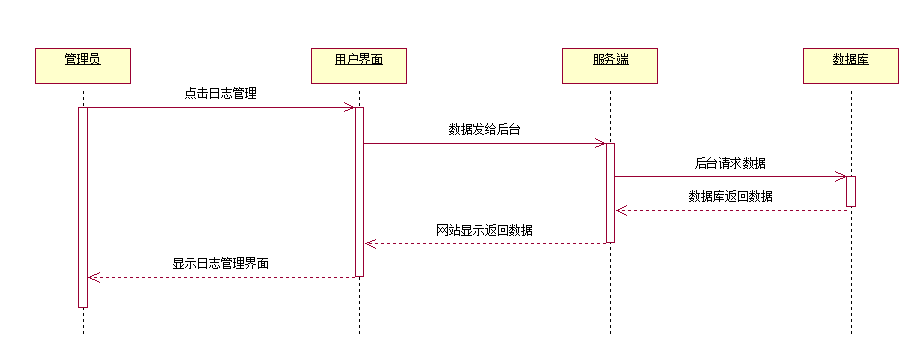 管理员
用户界面
服务端
数据库
点击日志管理
数据发给后台
后台请求数据
数据库返回数据
网站显示返回数据
显示日志管理界面